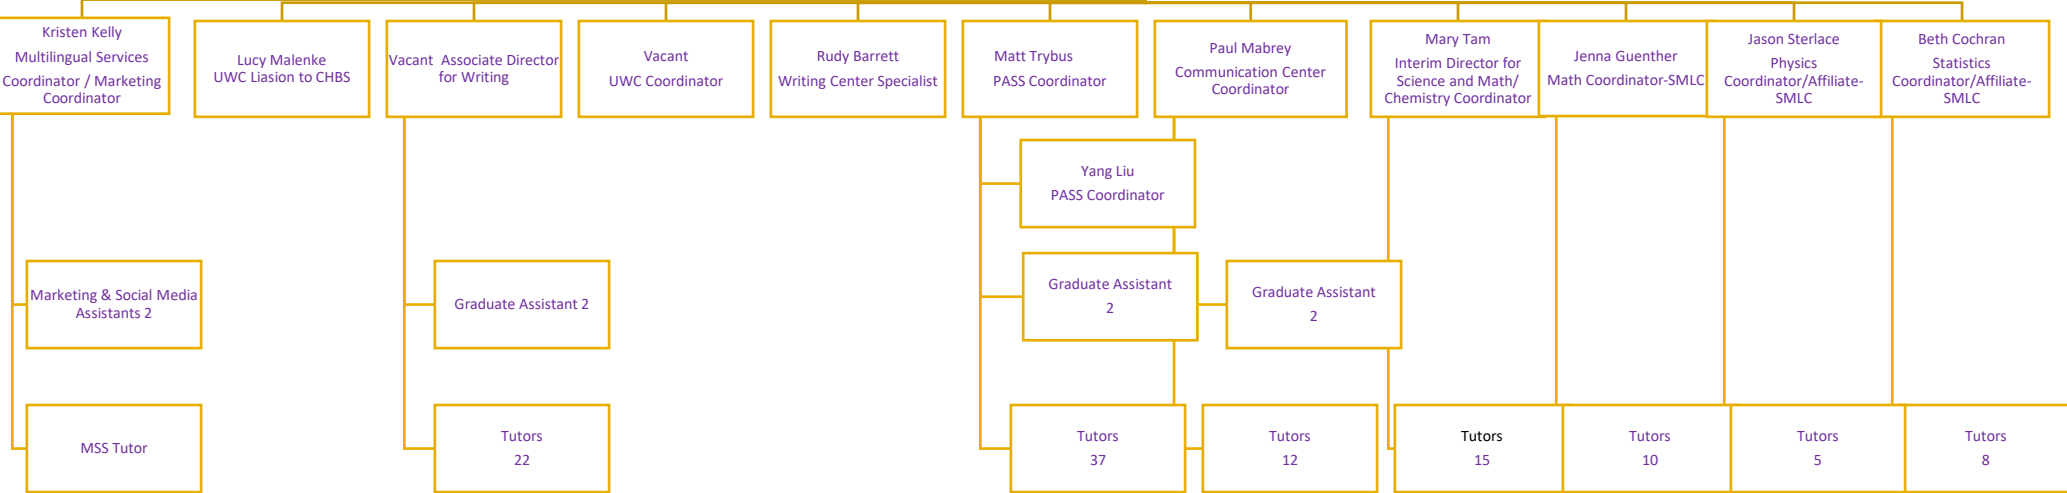 Kristen Kelly
Multilingual Services
Coordinator / Marketing
Coordinator
Lucy Malenke
UWC Liasion to CHBS
Vacant Associate Director
for Writing
Vacant
UWC Coordinator
Rudy Barrett
Writing Center Specialist
Matt Trybus
PASS Coordinator
Paul Mabrey
Communication Center
Coordinator
Mary Tam
Interim Director for
Science and Math/
Chemistry Coordinator
Jenna Guenther
Math Coordinator-SMLC
Jason Sterlace
Physics
Coordinator/Affiliate-
SMLC
Beth Cochran
Statistics
Coordinator/Affiliate-
SMLC
Yang Liu
PASS Coordinator
Marketing & Social Media
Assistants 2
Graduate Assistant 2
Graduate Assistant
2
Graduate Assistant
2
MSS Tutor
Tutors
22
Tutors
37
Tutors
12
Tutors
15
Tutors
10
Tutors
5
Tutors
8